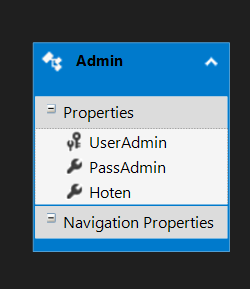 Admin
Properties
UserAdmin
PassAdmin
Hoten
Navigation Properties